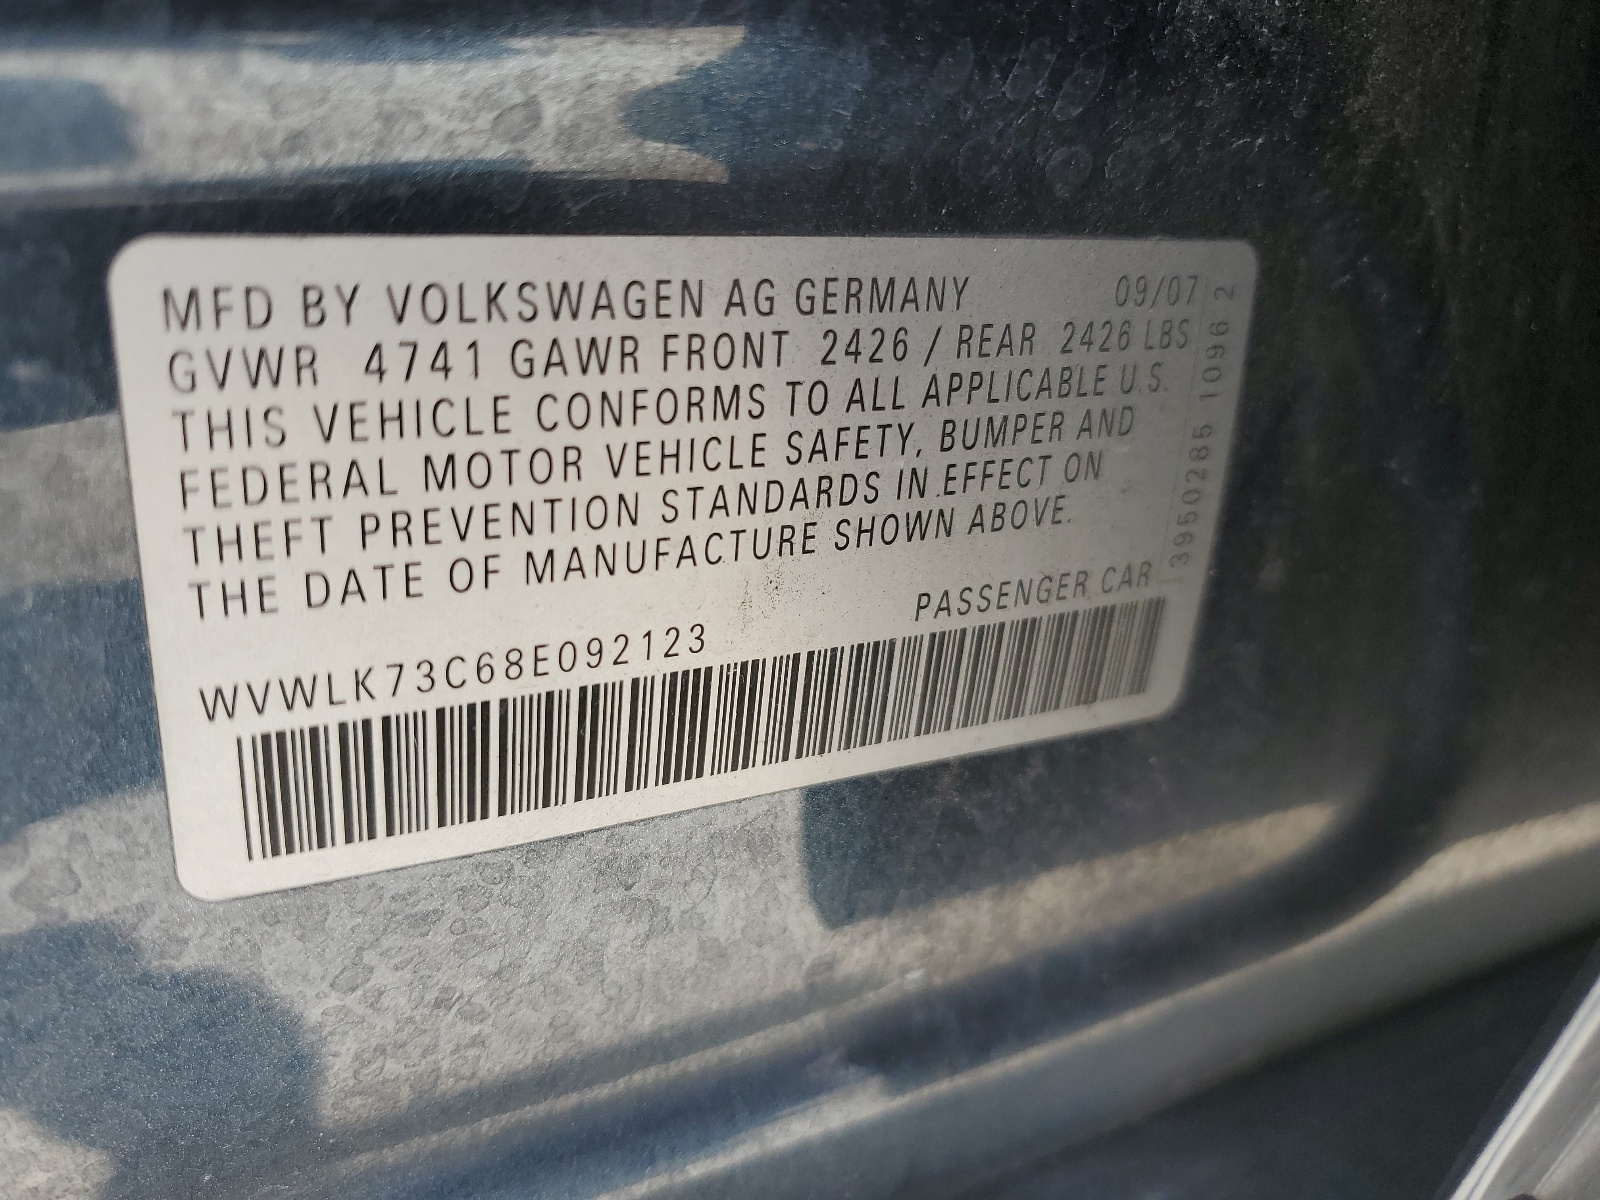 MFD BY VOLKSWAGEN AG GERMANY 09/07
GVWR 4741 GAWR FRONT 2426 / REAR 2426 LBS
THIS VEHICLE CONFORMS TO ALL APPLICABLE U.S.
FEDERAL MOTOR VEHICLE SAFETY, BUMPER AND
THEFT PREVENTION STANDARDS IN EFFECT ON
THE DATE OF MANUFACTURE SHOWN ABOVE.
PASSENGER CAR
WVWLK73C68E092123
3950285 1096 2